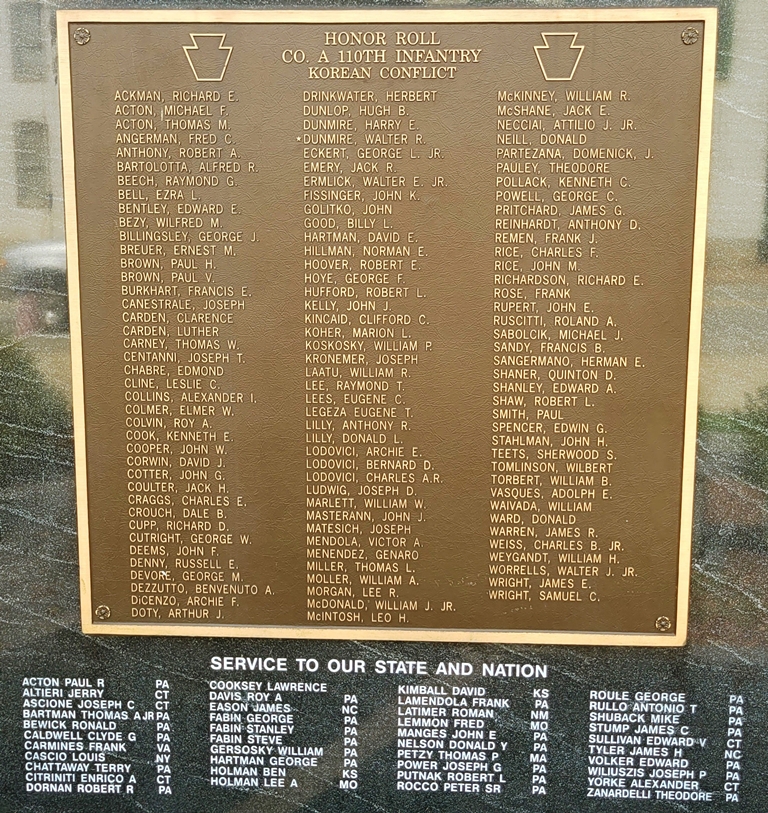 HONOR ROLL
CO. A 110TH INFANTRY
KOREAN CONFLICT
ACKMAN, RICHARD E.
ACTON, MICHAEL F.
ACTON, THOMAS M.
ANGERMAN, FRED C.
ANTHONY, ROBERT A.
BARTOLOTTA, ALFRED R.
BEECH, RAYMOND G.
BELL, EZRA L.
BENTLEY, EDWARD E.
BEZY, WILFRED M.
BILLINGSLEY, GEORGE J.
BREUER, ERNEST M.
BROWN, PAUL H.
BROWN, PAUL V.
BURKHART, FRANCIS E.
CANESTRALE, JOSEPH
CARDEN, CLARENCE
CARDEN, LUTHER
CARNEY, THOMAS W.
CENTANNI, JOSEPH T.
CHABRE, EDMOND
CLINE, LESLIE C.
COLLINS, ALEXANDER I.
COLMER, ELMER W.
COLVIN, ROY A.
COOK, KENNETH E.
COOPER, JOHN W.
CORWIN, DAVID J.
COTTER, JOHN G.
COULTER, JACK H.
CRAGGS, CHARLES E.
CROUCH, DALE B.
CUPP, RICHARD D.
CUTRIGHT, GEORGE W.
DEEMS, JOHN F.
DENNY, RUSSELL E.
DEVORE, GEORGE M.
DEZZUTTO, BENVENUTO A.
DiCENZO, ARCHIE F.
DOTY, ARTHUR J.
DRINKWATER, HERBERT
DUNLOP, HUGH B.
DUNMIRE, HARRY E.
★DUNMIRE, WALTER R.
ECKERT, GEORGE L. JR.
EMERY, JACK R.
ERMLICK, WALTER E. JR.
FISSINGER, JOHN K.
GOLITKO, JOHN
GOOD, BILLY L.
HARTMAN, DAVID E.
HILLMAN, NORMAN E.
HOOVER, ROBERT E.
HOYE, GEORGE F.
HUFFORD, ROBERT L.
KELLY, JOHN J.
KINCAID, CLIFFORD C.
KOHER, MARION L.
KOSKOSKY, WILLIAM P.
KRONEMER, JOSEPH
LAATU, WILLIAM R.
LEE, RAYMOND T.
LEES, EUGENE C.
LEGEZA EUGENE T.
LILLY, ANTHONY R.
LILLY, DONALD L.
LODOVICI, ARCHIE E.
LODOVICI, BERNARD D.
LODOVICI, CHARLES A.R.
LUDWIG, JOSEPH D.
MARLETT, WILLIAM W.
MASTERANN, JOHN J.
MATESICH, JOSEPH
MENDOLA, VICTOR A.
MENENDEZ, GENARO
MILLER, THOMAS L.
MOLLER, WILLIAM A.
MORGAN, LEE R.
McDONALD, WILLIAM J. JR.
McINTOSH, LEO H.
McKINNEY, WILLIAM R.
McSHANE, JACK E.
NECCIAI, ATTILIO J. JR.
NEILL, DONALD
PARTEZANA, DOMENICK, J.
PAULEY, THEODORE
POLLACK, KENNETH C.
POWELL, GEORGE C.
PRITCHARD, JAMES G.
REINHARDT, ANTHONY D.
REMEN, FRANK J.
RICE, CHARLES F.
RICE, JOHN M.
RICHARDSON, RICHARD E.
ROSE, FRANK
RUPERT, JOHN E.
RUSCITTI, ROLAND A.
SABOLCIK, MICHAEL J.
SANDY, FRANCIS B.
SANGERMANO, HERMAN E.
SHANER, QUINTON D.
SHANLEY, EDWARD A.
SHAW, ROBERT L.
SMITH, PAUL
SPENCER, EDWIN G.
STAHLMAN, JOHN H.
TEETS, SHERWOOD S.
TOMLINSON, WILBERT
TORBERT, WILLIAM B.
VASQUES, ADOLPH E.
WAIVADA, WILLIAM
WARD, DONALD
WARREN, JAMES R.
WEISS, CHARLES B. JR.
WEYGANDT, WILLIAM H.
WORRELLS, WALTER J. JR.
WRIGHT, JAMES E.
WRIGHT, SAMUEL C.
SERVICE TO OUR STATE AND NATION
ACTON PAUL R PA
ALTIERI JERRY CT
ASCIONE JOSEPH C CT
BARTMAN THOMAS A JR PA
BEWICK RONALD PA
CALDWELL CLYDE G PA
CARMINES FRANK VA
CASCIO LOUIS NY
CHATTAWAY TERRY PA
CITRINITI ENRICO A CT
DORNAN ROBERT R PA
COOKSEY LAWRENCE
DAVIS ROY A PA
EASON JAMES NC
FABIN GEORGE PA
FABIN STANLEY PA
FABIN STEVE PA
GERSOSKY WILLIAM PA
HARTMAN GEORGE PA
HOLMAN BEN KS
HOLMAN LEE A MO
KIMBALL DAVID KS
LAMENDOLA FRANK PA
LATIMER ROMAN NM
LEMMON FRED MO
MANGES JOHN E PA
NELSON DONALD Y PA
PETZY THOMAS P MA
POWER JOSEPH G PA
PUTNAK ROBERT L PA
ROCCO PETER SR PA
ROULE GEORGE PA
RULLO ANTONIO T PA
SHUBACK MIKE PA
STUMP JAMES C PA
SULLIVAN EDWARD V CT
TYLER JAMES H NC
VOLKER EDWARD PA
WILIUSZIS JOSEPH P PA
YORKE ALEXANDER CT
ZANARDELLI THEODORE PA